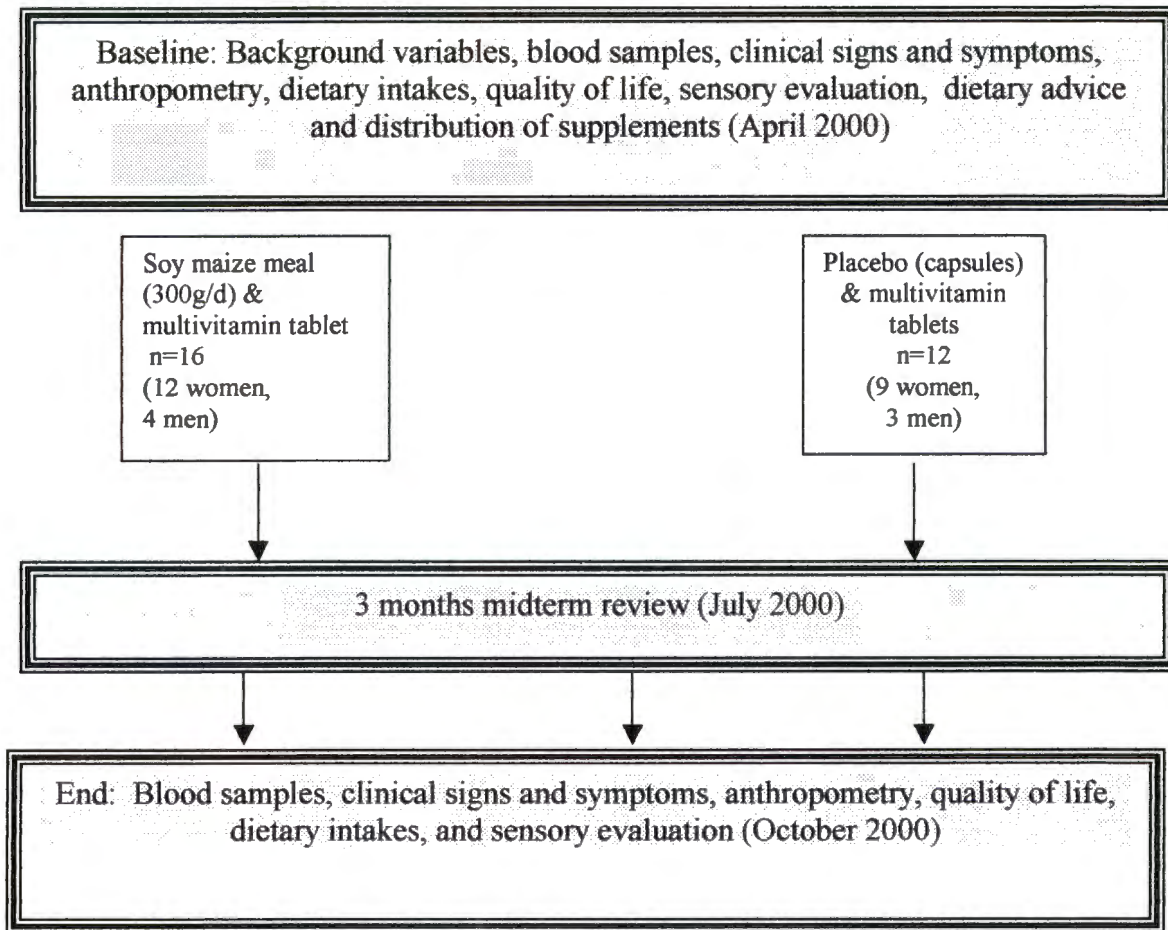 Baseline: Background variables, blood samples, clinical signs and symptoms,
anthropometry, dietary intakes, quality of life, sensory evaluation, dietary advice
and distribution of supplements (April 2000)
Soy maize meal
(300g/d) &
multivitamin tablet
n=16
(12 women,
4 men)
Placebo (capsules)
& multivitamin
tablets
n=12
(9 women,
3 men)
3 months midterm review (July 2000)
End: Blood samples, clinical signs and symptoms, anthropometry, quality of life,
dietary intakes, and sensory evaluation (October 2000)